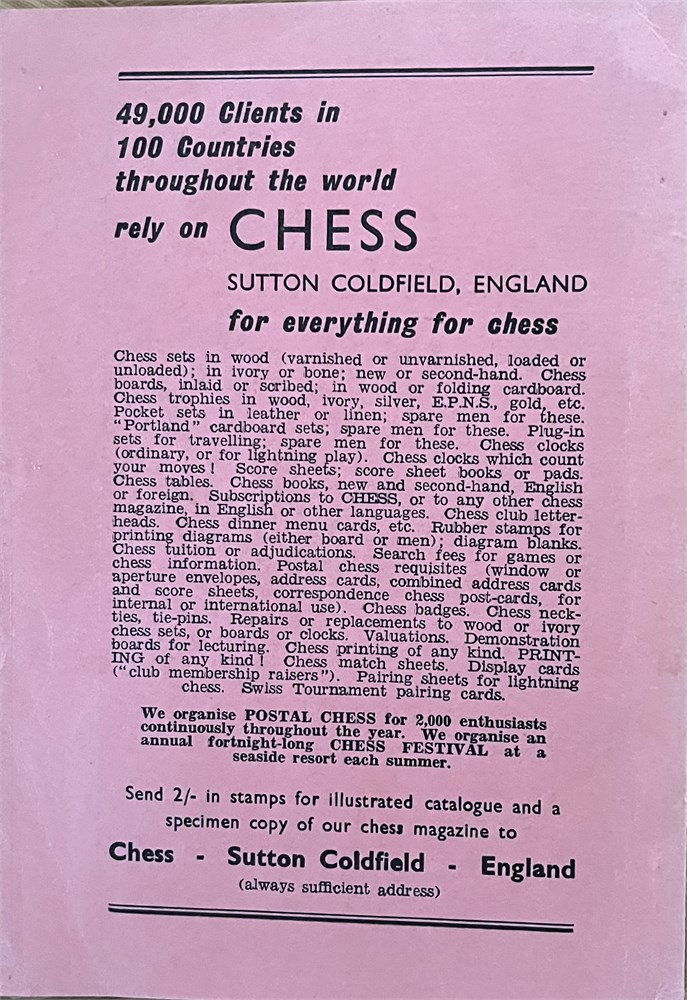 49,000 Clients in
100 Countries
throughout the world
rely on CHESS
SUTTON COLDFIELD, ENGLAND
for everything for chess
Chess sets in wood (varnished or unvarnished, loaded or
unloaded); in ivory or bone; new or second-hand. Chess
boards, inlaid or scribed; in wood or folding cardboard.
Chess trophies in wood, ivory, silver, E.P.N.S., gold, etc.
Pocket sets in leather or linen; spare men for these.
"Portland" cardboard sets; spare men for these. Plug-in
sets for travelling; spare men for these. Chess clocks
(ordinary, or for lightning play). Chess clocks which count
your moves! Score sheets; score sheet books or pads.
Chess tables. Chess books, new and second-hand, English
or foreign. Subscriptions to CHESS, or to any other chess
magazine, in English or other languages. Chess club letter-
heads. Chess dinner menu cards, etc. Rubber stamps for
printing diagrams (either board or men); diagram blanks.
Chess tuition or adjudications. Search fees for games or
chess information. Postal chess requisites (window or
aperture envelopes, address cards, combined address cards
and score sheets, correspondence chess post-cards, for
internal or international use). Chess badges. Chess neck-
ties, tie-pins. Repairs or replacements to wood or ivory
chess sets, or boards or clocks. Valuations. Demonstration
boards for lecturing. Chess printing of any kind. PRINT-
ING of any kind! Chess match sheets. Display cards
("club membership raisers"). Pairing sheets for lightning
chess. Swiss Tournament pairing cards.
We organise POSTAL CHESS for 2,000 enthusiasts
continuously throughout the year. We organise an
annual fortnight-long CHESS FESTIVAL at a
seaside resort each summer.
Send 2/- in stamps for illustrated catalogue and a
specimen copy of our chess magazine to
Chess - Sutton Coldfield - England
(always sufficient address)